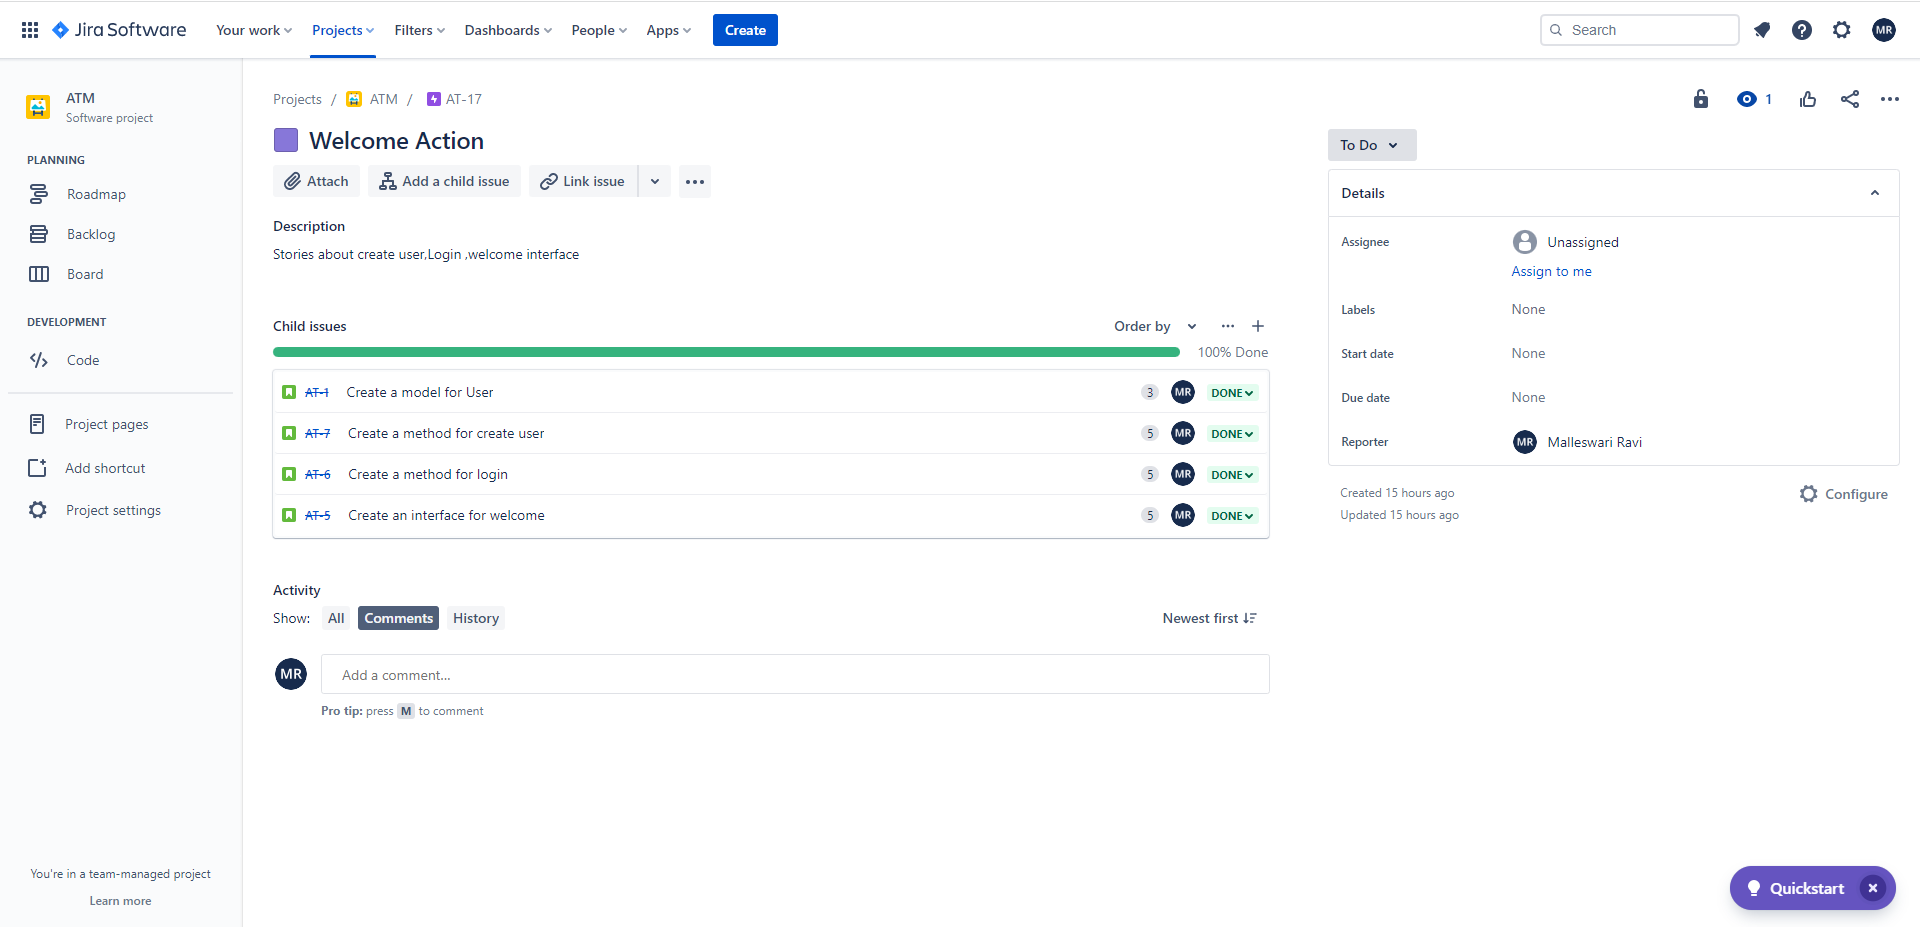 Jira Software Your work Projects Filters Dashboards People Apps Create Search MR
ATM
Software project
PLANNING
Roadmap
Backlog
Board
DEVELOPMENT
Code
Project pages
Add shortcut
Project settings
You're in a team-managed project
Learn more
Projects / ATM / AT-17
1
Welcome Action
Attach Add a child issue Link issue
Description
Stories about create user,Login ,welcome interface
Child issues Order by
100% Done
AT-1 Create a model for User 3 MR DONE
AT-7 Create a method for create user 5 MR DONE
AT-6 Create a method for login 5 MR DONE
AT-5 Create an interface for welcome 5 MR DONE
Activity
Show: All Comments History Newest first
MR Add a comment...
Pro tip: press M to comment
To Do
Details
Assignee Unassigned
Assign to me
Labels None
Start date None
Due date None
Reporter MR Malleswari Ravi
Created 15 hours ago
Configure
Updated 15 hours ago
Quickstart